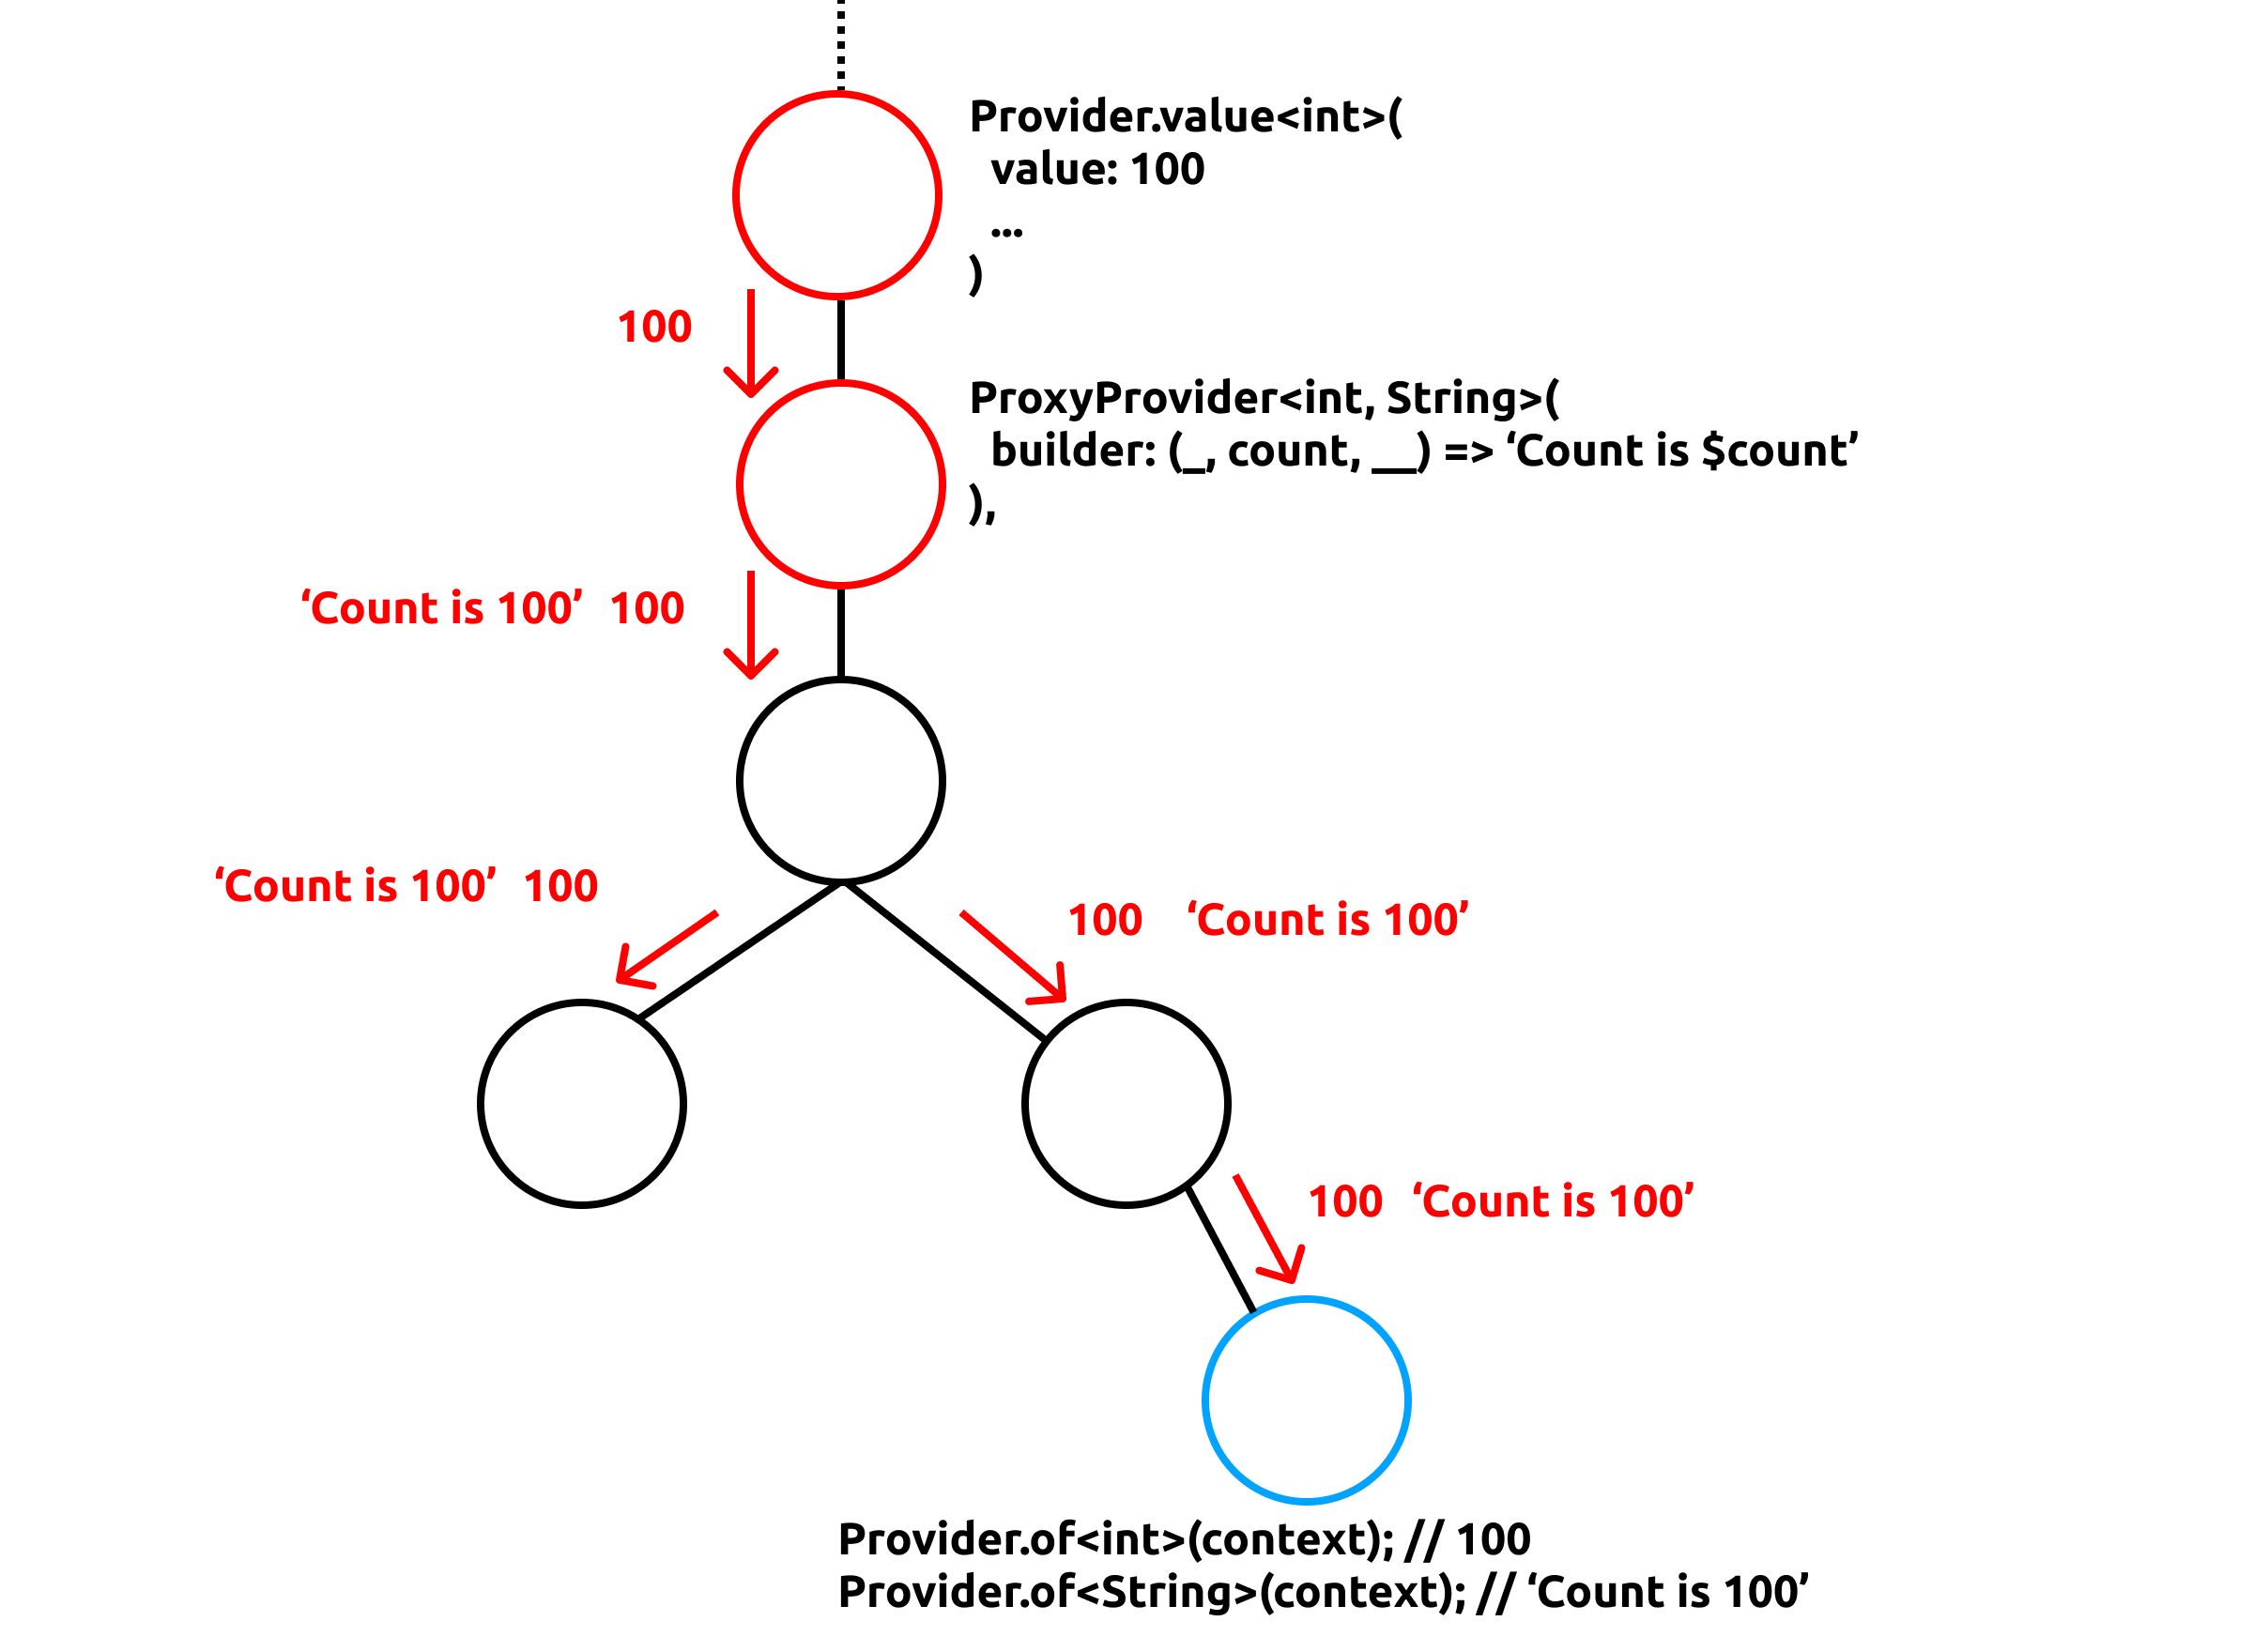 Provider.value<int>(
value: 100
...
)
100
ProxyProvider<int, String>(
builder: (_, count, __) => ‘Count is $count’
),
‘Count is 100’ 100
‘Count is 100’ 100
100 ‘Count is 100’
100 ‘Count is 100’
Provider.of<int>(context); // 100
Provider.of<String>(context); // ‘Count is 100’